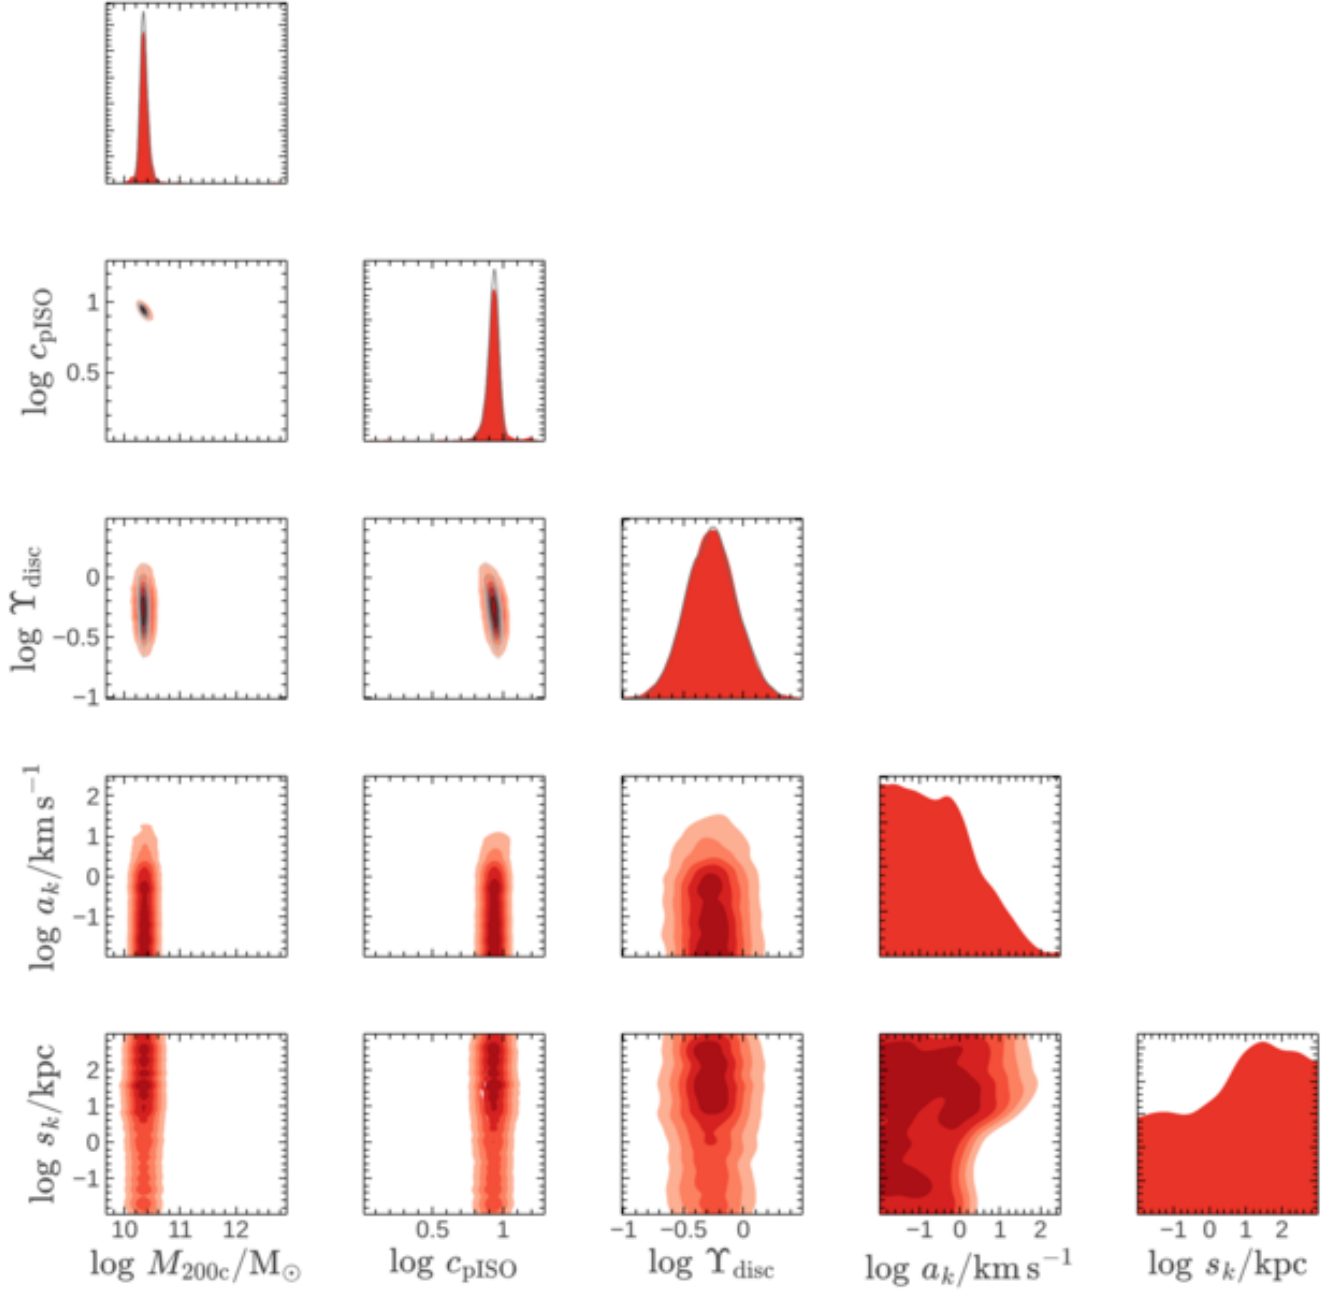 log c_pISO
1
0.5
log ϒ_disc
0
−0.5
−1
log a_k/km s^−1
2
1
0
−1
log s_k/kpc
2
1
0
−1
10 11 12 0.5 1 −1 −0.5 0 −1 0 1 2 −1 0 1 2
log M_200c/M_⊙ log c_pISO log ϒ_disc log a_k/km s^−1 log s_k/kpc